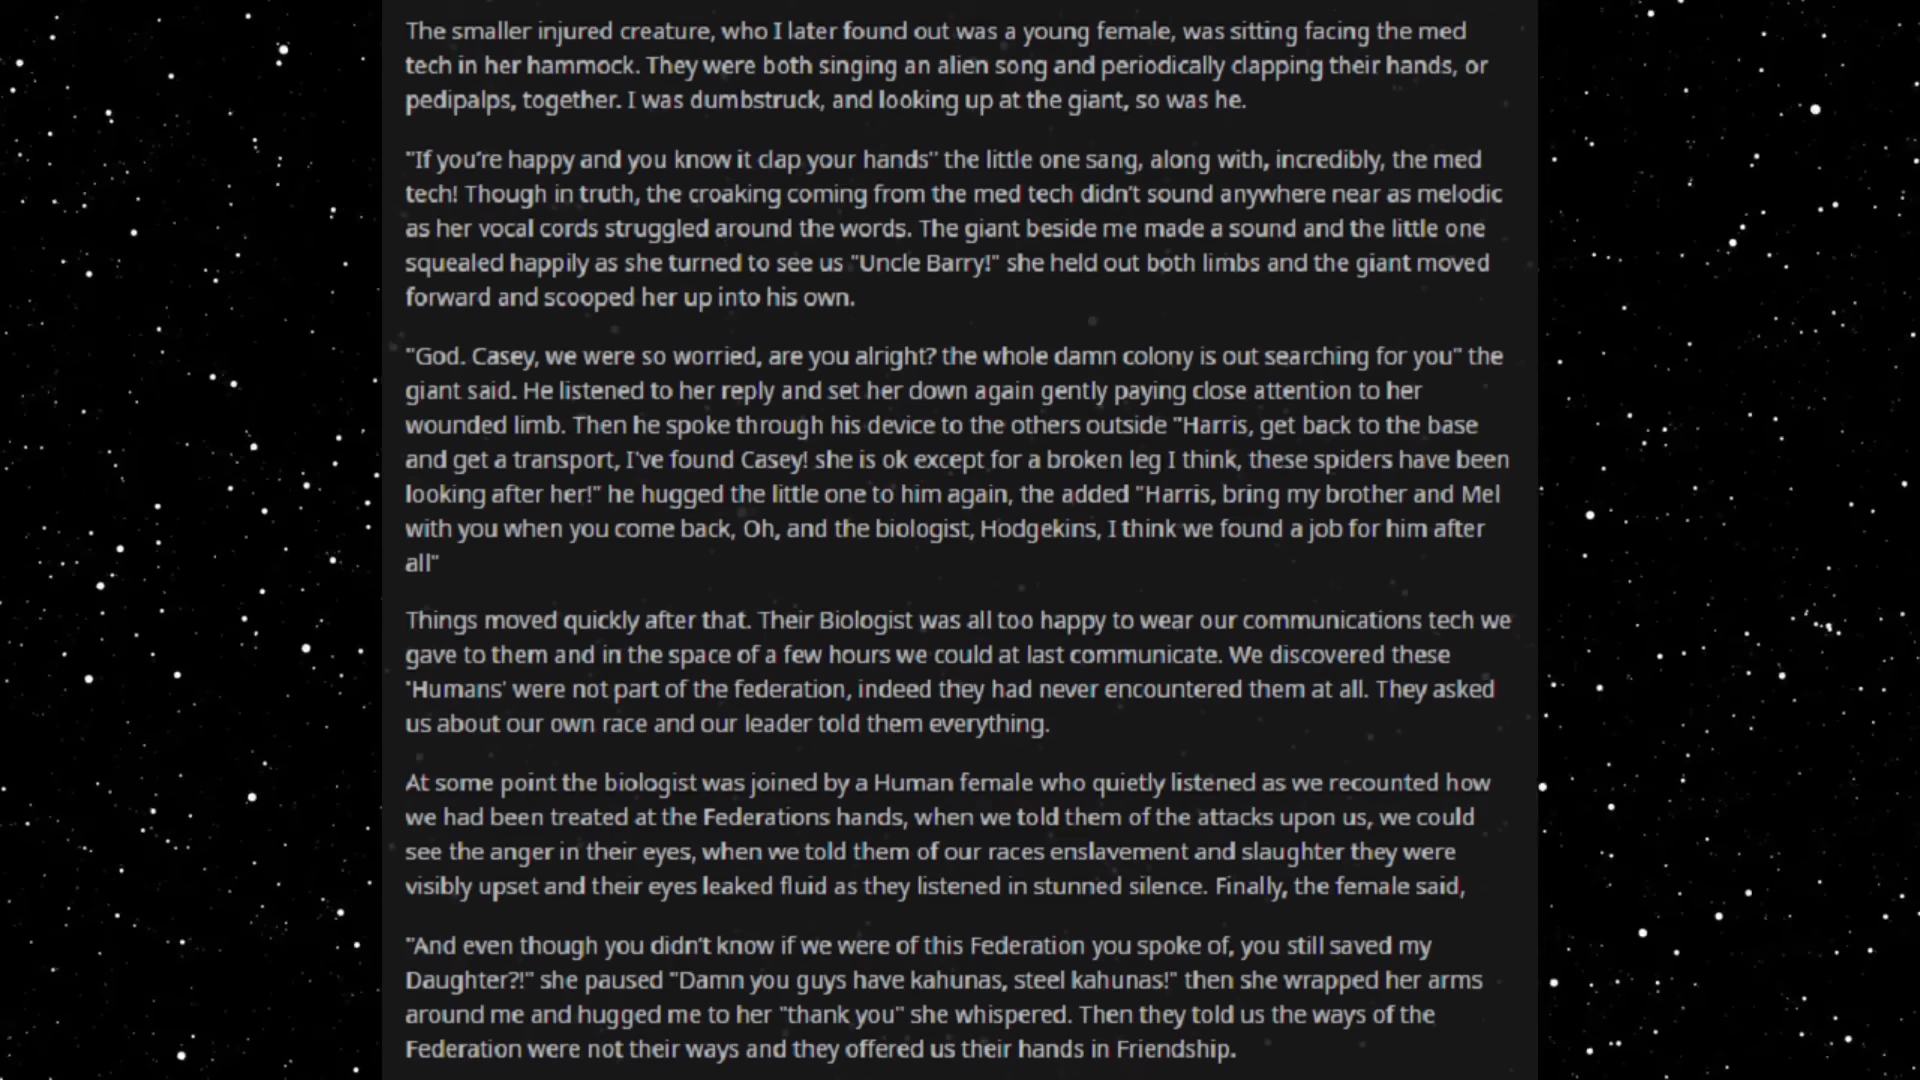 The smaller injured creature, who I later found out was a young female, was sitting facing the med
tech in her hammock. They were both singing an alien song and periodically clapping their hands, or
pedipalps, together. I was dumbstruck, and looking up at the giant, so was he.
"If you're happy and you know it clap your hands" the little one sang, along with, incredibly, the med
tech! Though in truth, the croaking coming from the med tech didn't sound anywhere near as melodic
as her vocal cords struggled around the words. The giant beside me made a sound and the little one
squealed happily as she turned to see us "Uncle Barry!" she held out both limbs and the giant moved
forward and scooped her up into his own.
"God. Casey, we were so worried, are you alright? the whole damn colony is out searching for you" the
giant said. He listened to her reply and set her down again gently paying close attention to her
wounded limb. Then he spoke through his device to the others outside "Harris, get back to the base
and get a transport, I've found Casey! she is ok except for a broken leg I think, these spiders have been
looking after her!" he hugged the little one to him again, the added "Harris, bring my brother and Mel
with you when you come back, Oh, and the biologist, Hodgekins, I think we found a job for him after
all"
Things moved quickly after that. Their Biologist was all too happy to wear our communications tech we
gave to them and in the space of a few hours we could at last communicate. We discovered these
'Humans' were not part of the federation, indeed they had never encountered them at all. They asked
us about our own race and our leader told them everything.
At some point the biologist was joined by a Human female who quietly listened as we recounted how
we had been treated at the Federations hands, when we told them of the attacks upon us, we could
see the anger in their eyes, when we told them of our races enslavement and slaughter they were
visibly upset and their eyes leaked fluid as they listened in stunned silence. Finally, the female said,
"And even though you didn't know if we were of this Federation you spoke of, you still saved my
Daughter?!" she paused "Damn you guys have kahunas, steel kahunas!" then she wrapped her arms
around me and hugged me to her "thank you" she whispered. Then they told us the ways of the
Federation were not their ways and they offered us their hands in Friendship.